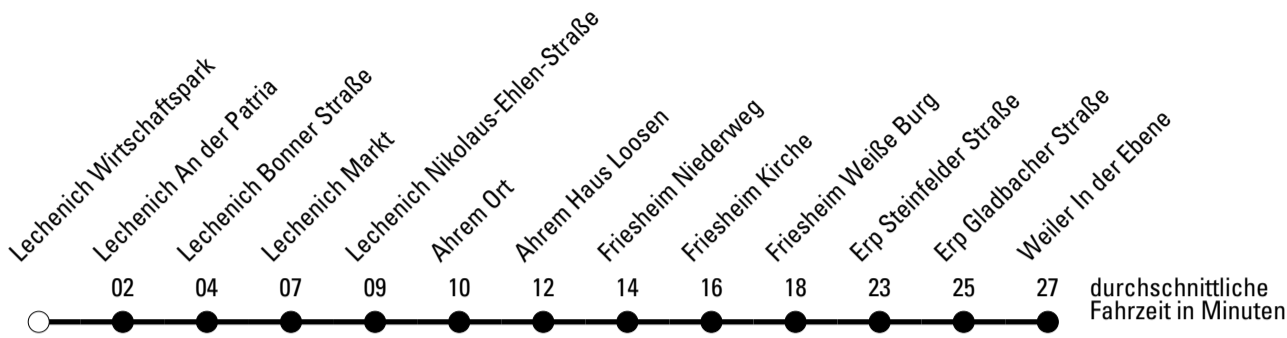 Lechenich Wirtschaftspark
Lechenich An der Patria
Lechenich Bonner Straße
Lechenich Markt
Lechenich Nikolaus-Ehlen-Straße
Ahrem Ort
Ahrem Haus Loosen
Friesheim Niederweg
Friesheim Kirche
Friesheim Weiße Burg
Erp Steinfelder Straße
Erp Gladbacher Straße
Weiler In der Ebene
02 04 07 09 10 12 14 16 18 23 25 27
durchschnittliche
Fahrzeit in Minuten